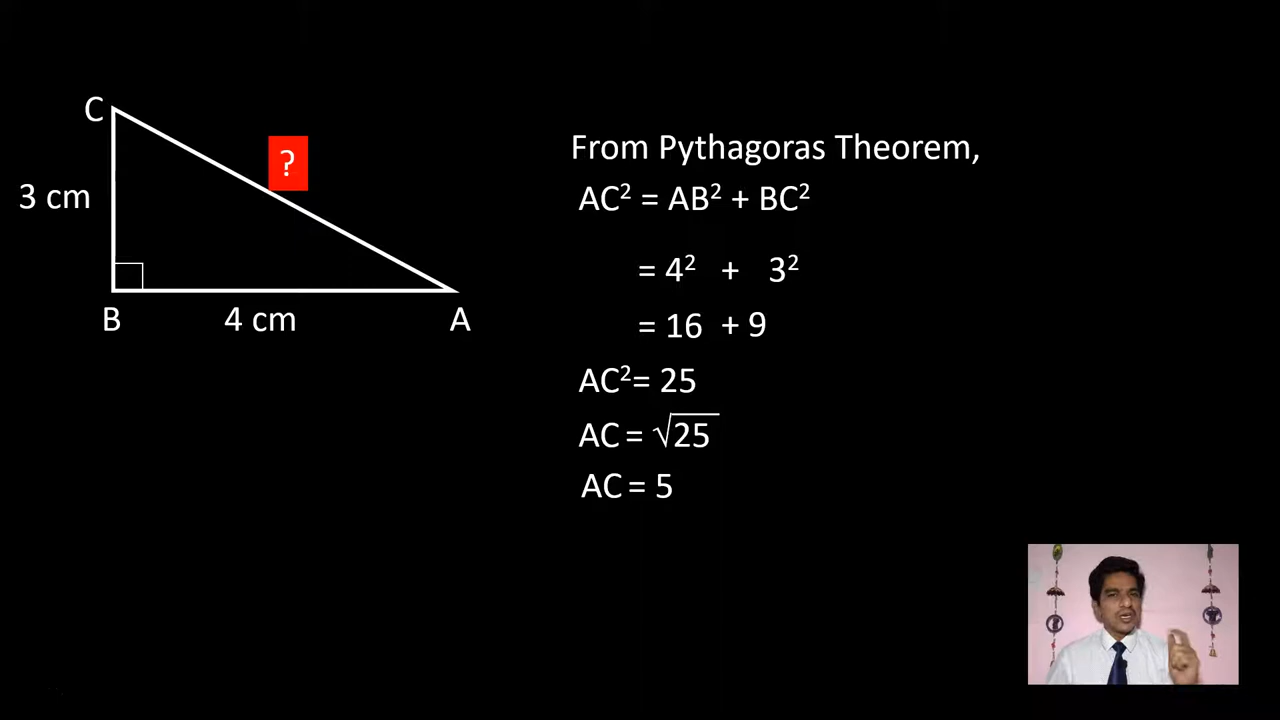 C
?
3 cm
B
4 cm
A
From Pythagoras Theorem,
AC² = AB² + BC²
= 4² + 3²
= 16 + 9
AC²= 25
AC = √25
AC = 5